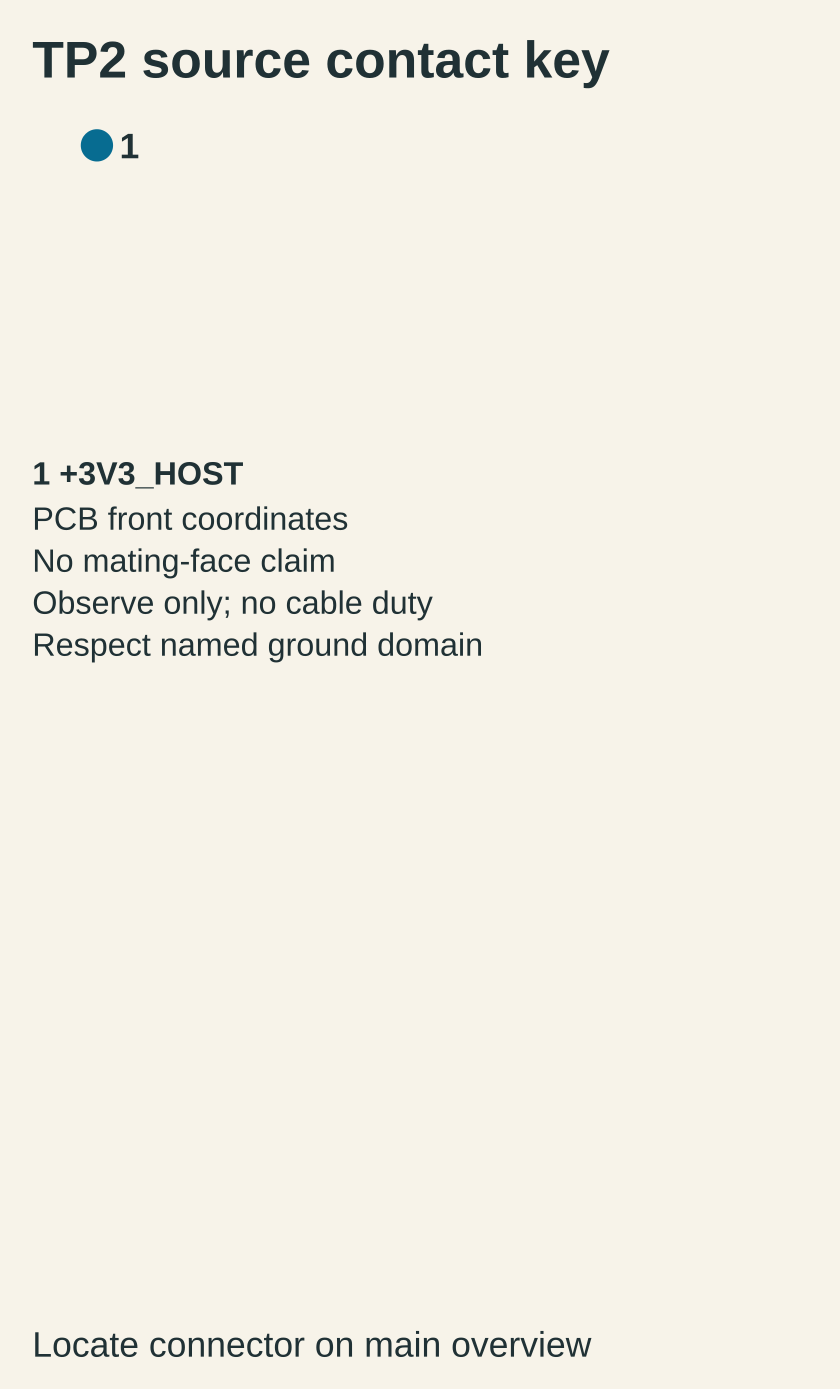 TP2 source contact key
1
1 +3V3_HOST
PCB front coordinates
No mating-face claim
Observe only; no cable duty
Respect named ground domain
Locate connector on main overview